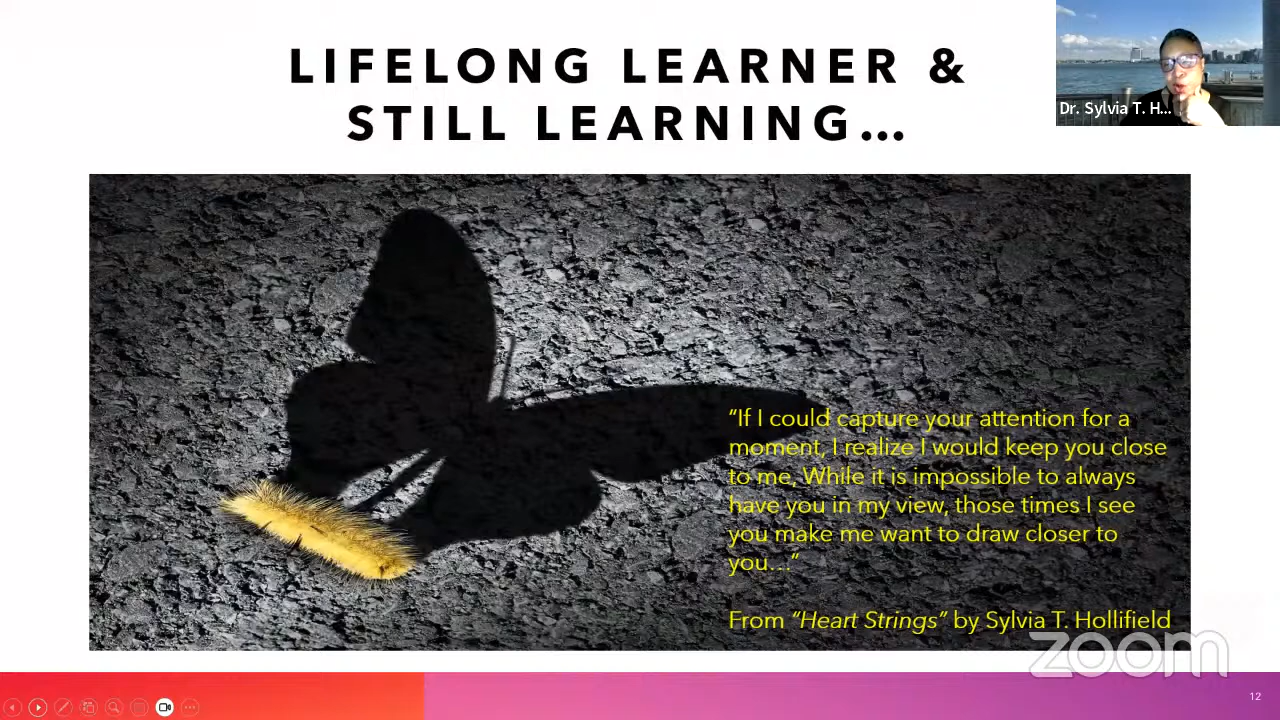 LIFELONG LEARNER &
STILL LEARNING...
Dr. Sylvia T. H...
“If I could capture your attention for a
moment, I realize I would keep you close
to me, While it is impossible to always
have you in my view, those times I see
you make me want to draw closer to
you…”
From “Heart Strings” by Sylvia T. Hollifield
zoom
12